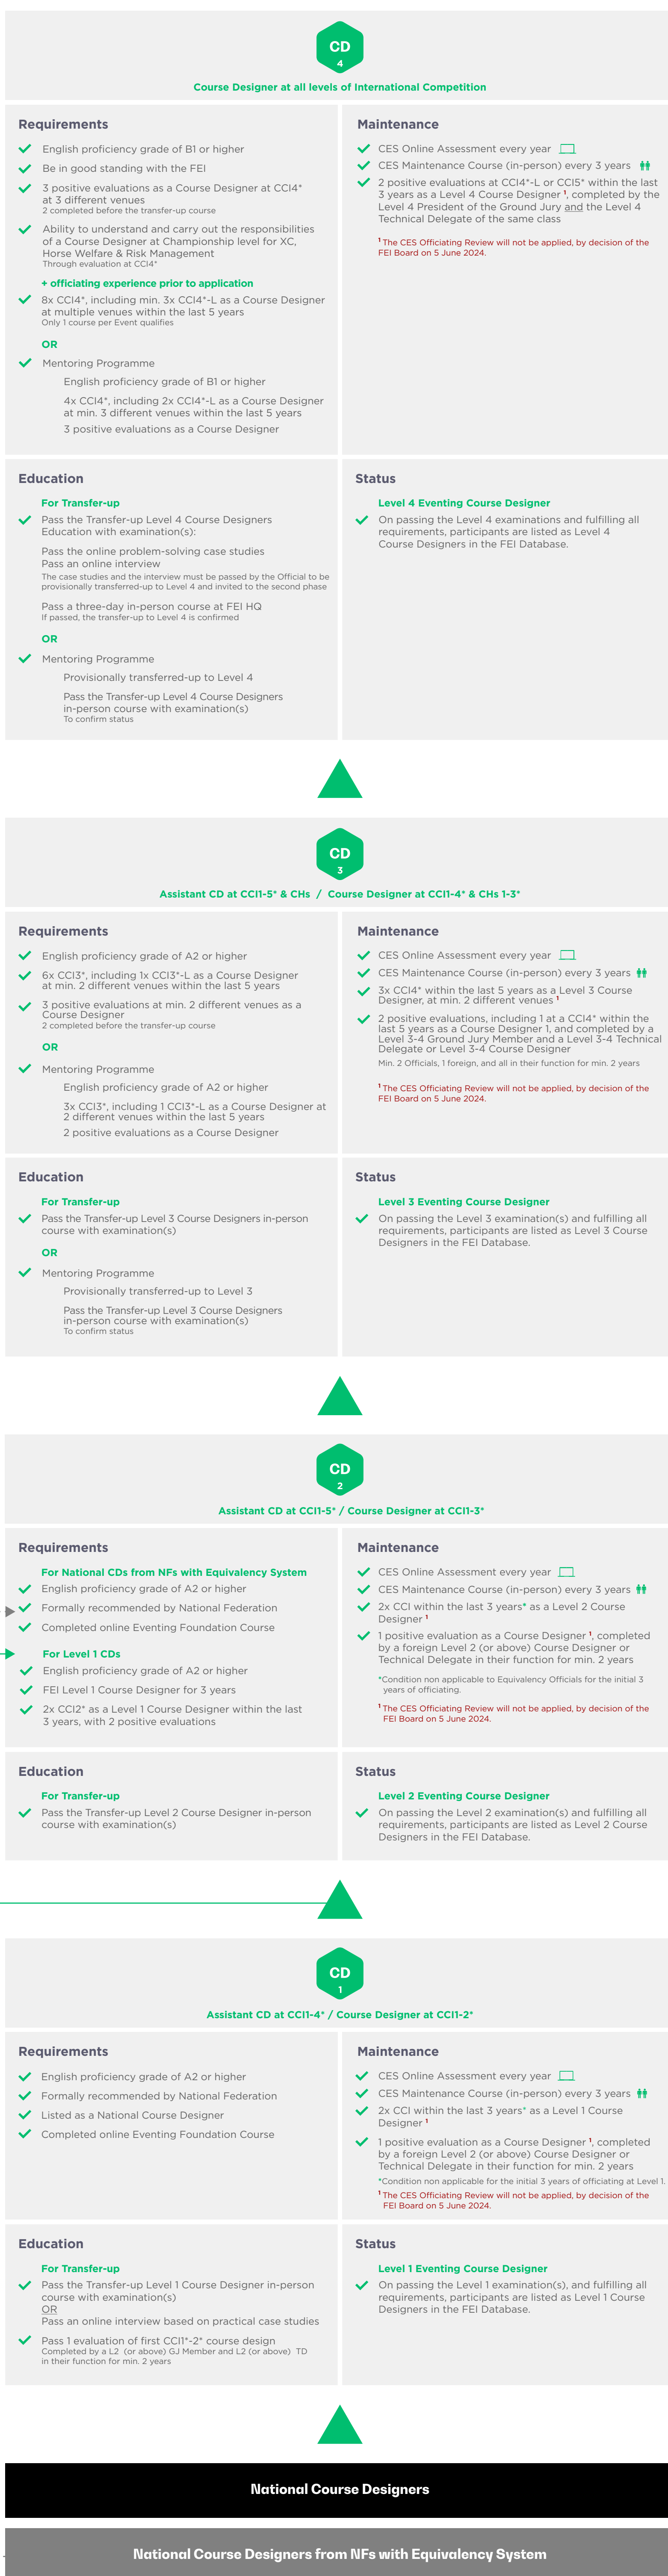 CD
4
Course Designer at all levels of International Competition
Requirements
English proficiency grade of B1 or higher
Be in good standing with the FEI
3 positive evaluations as a Course Designer at CCI4*
at 3 different venues
2 completed before the transfer-up course
Ability to understand and carry out the responsibilities
of a Course Designer at Championship level for XC,
Horse Welfare & Risk Management
Through evaluation at CCI4*
+ officiating experience prior to application
8x CCI4*, including min. 3x CCI4*-L as a Course Designer
at multiple venues within the last 5 years
Only 1 course per Event qualifies
OR
Mentoring Programme
English proficiency grade of B1 or higher
4x CCI4*, including 2x CCI4*-L as a Course Designer
at min. 3 different venues within the last 5 years
3 positive evaluations as a Course Designer
Maintenance
CES Online Assessment every year
CES Maintenance Course (in-person) every 3 years
2 positive evaluations at CCI4*-L or CCI5* within the last
3 years as a Level 4 Course Designer ¹, completed by the
Level 4 President of the Ground Jury and the Level 4
Technical Delegate of the same class
¹ The CES Officiating Review will not be applied, by decision of the
FEI Board on 5 June 2024.
Education
For Transfer-up
Pass the Transfer-up Level 4 Course Designers
Education with examination(s):
Pass the online problem-solving case studies
Pass an online interview
The case studies and the interview must be passed by the Official to be
provisionally transferred-up to Level 4 and invited to the second phase
Pass a three-day in-person course at FEI HQ
If passed, the transfer-up to Level 4 is confirmed
OR
Mentoring Programme
Provisionally transferred-up to Level 4
Pass the Transfer-up Level 4 Course Designers
in-person course with examination(s)
To confirm status
Status
Level 4 Eventing Course Designer
On passing the Level 4 examinations and fulfilling all
requirements, participants are listed as Level 4
Course Designers in the FEI Database.
CD
3
Assistant CD at CCI1-5* & CHs / Course Designer at CCI1-4* & CHs 1-3*
Requirements
English proficiency grade of A2 or higher
6x CCI3*, including 1x CCI3*-L as a Course Designer
at min. 2 different venues within the last 5 years
3 positive evaluations at min. 2 different venues as a
Course Designer
2 completed before the transfer-up course
OR
Mentoring Programme
English proficiency grade of A2 or higher
3x CCI3*, including 1 CCI3*-L as a Course Designer at
2 different venues within the last 5 years
2 positive evaluations as a Course Designer
Maintenance
CES Online Assessment every year
CES Maintenance Course (in-person) every 3 years
3x CCI4* within the last 5 years as a Level 3 Course
Designer, at min. 2 different venues ¹
2 positive evaluations, including 1 at a CCI4* within the
last 5 years as a Course Designer 1, and completed by a
Level 3-4 Ground Jury Member and a Level 3-4 Technical
Delegate or Level 3-4 Course Designer
Min. 2 Officials, 1 foreign, and all in their function for min. 2 years
¹ The CES Officiating Review will not be applied, by decision of the
FEI Board on 5 June 2024.
Education
For Transfer-up
Pass the Transfer-up Level 3 Course Designers in-person
course with examination(s)
OR
Mentoring Programme
Provisionally transferred-up to Level 3
Pass the Transfer-up Level 3 Course Designers
in-person course with examination(s)
To confirm status
Status
Level 3 Eventing Course Designer
On passing the Level 3 examination(s) and fulfilling all
requirements, participants are listed as Level 3 Course
Designers in the FEI Database.
CD
2
Assistant CD at CCI1-5* / Course Designer at CCI1-3*
Requirements
For National CDs from NFs with Equivalency System
English proficiency grade of A2 or higher
Formally recommended by National Federation
Completed online Eventing Foundation Course
For Level 1 CDs
English proficiency grade of A2 or higher
FEI Level 1 Course Designer for 3 years
2x CCI2* as a Level 1 Course Designer within the last
3 years, with 2 positive evaluations
Maintenance
CES Online Assessment every year
CES Maintenance Course (in-person) every 3 years
2x CCI within the last 3 years* as a Level 2 Course
Designer ¹
1 positive evaluation as a Course Designer ¹, completed
by a foreign Level 2 (or above) Course Designer or
Technical Delegate in their function for min. 2 years
*Condition non applicable to Equivalency Officials for the initial 3
years of officiating.
¹ The CES Officiating Review will not be applied, by decision of the
FEI Board on 5 June 2024.
Education
For Transfer-up
Pass the Transfer-up Level 2 Course Designer in-person
course with examination(s)
Status
Level 2 Eventing Course Designer
On passing the Level 2 examination(s) and fulfilling all
requirements, participants are listed as Level 2 Course
Designers in the FEI Database.
CD
1
Assistant CD at CCI1-4* / Course Designer at CCI1-2*
Requirements
English proficiency grade of A2 or higher
Formally recommended by National Federation
Listed as a National Course Designer
Completed online Eventing Foundation Course
Maintenance
CES Online Assessment every year
CES Maintenance Course (in-person) every 3 years
2x CCI within the last 3 years* as a Level 1 Course
Designer ¹
1 positive evaluation as a Course Designer ¹, completed
by a foreign Level 2 (or above) Course Designer or
Technical Delegate in their function for min. 2 years
*Condition non applicable for the initial 3 years of officiating at Level 1.
¹ The CES Officiating Review will not be applied, by decision of the
FEI Board on 5 June 2024.
Education
For Transfer-up
Pass the Transfer-up Level 1 Course Designer in-person
course with examination(s)
OR
Pass an online interview based on practical case studies
Pass 1 evaluation of first CCI1*-2* course design
Completed by a L2 (or above) GJ Member and L2 (or above) TD
in their function for min. 2 years
Status
Level 1 Eventing Course Designer
On passing the Level 1 examination(s), and fulfilling all
requirements, participants are listed as Level 1 Course
Designers in the FEI Database.
National Course Designers
National Course Designers from NFs with Equivalency System